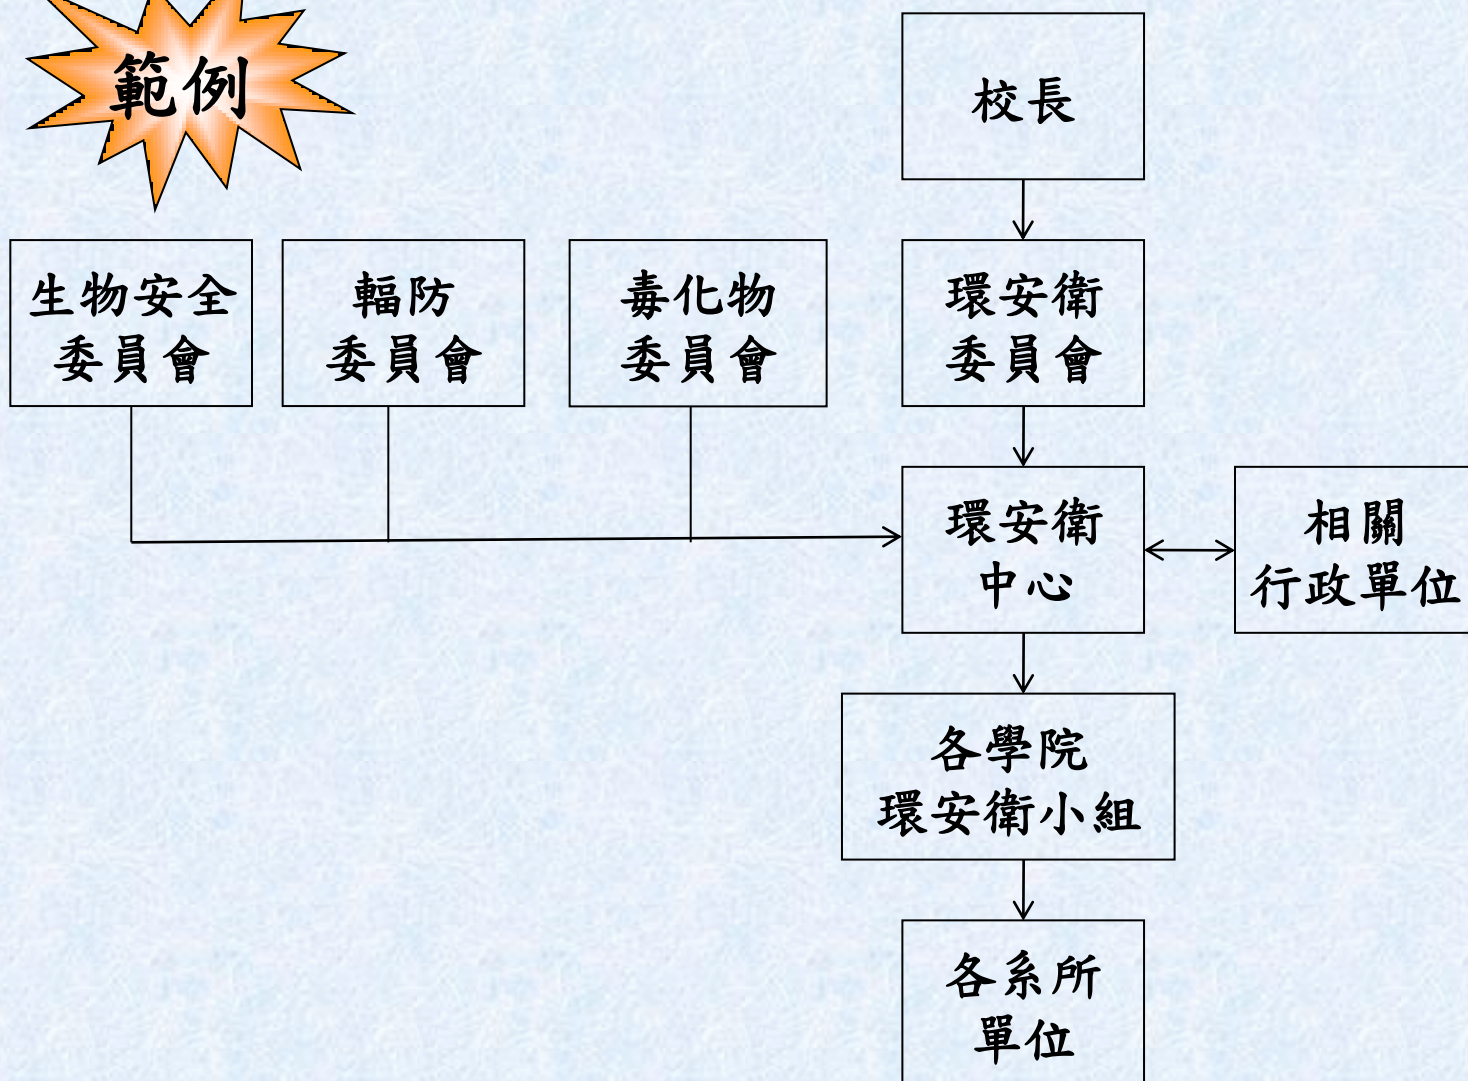 範例
校長
生物安全
委員會
輻防
委員會
毒化物
委員會
環安衛
委員會
環安衛
中心
相關
行政單位
各學院
環安衛小組
各系所
單位